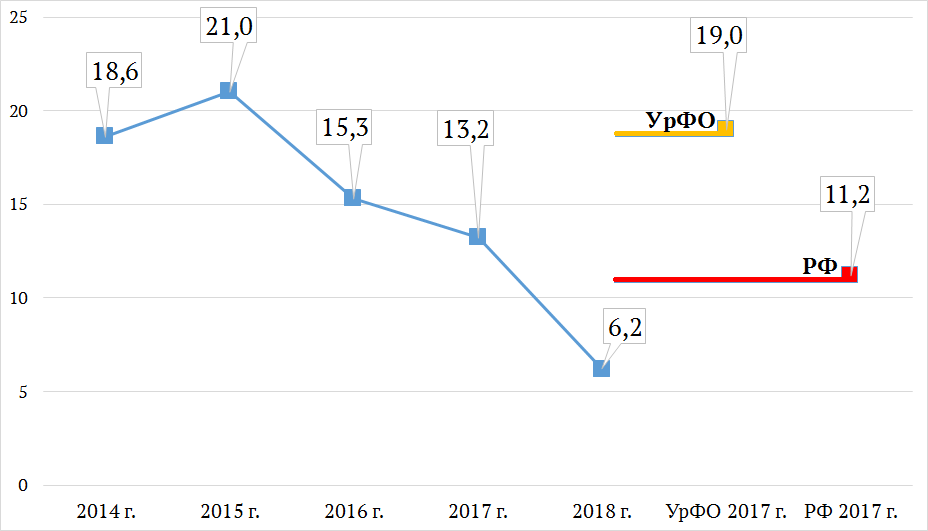 25
21,0
19,0
18,6
20
УрФО
15,3
13,2
15
11,2
РФ
10
6,2
5
0
2014 г.
2015 г.
2016 г.
2017 г.
2018 г.
УрФО 2017 г.
РФ 2017 г.